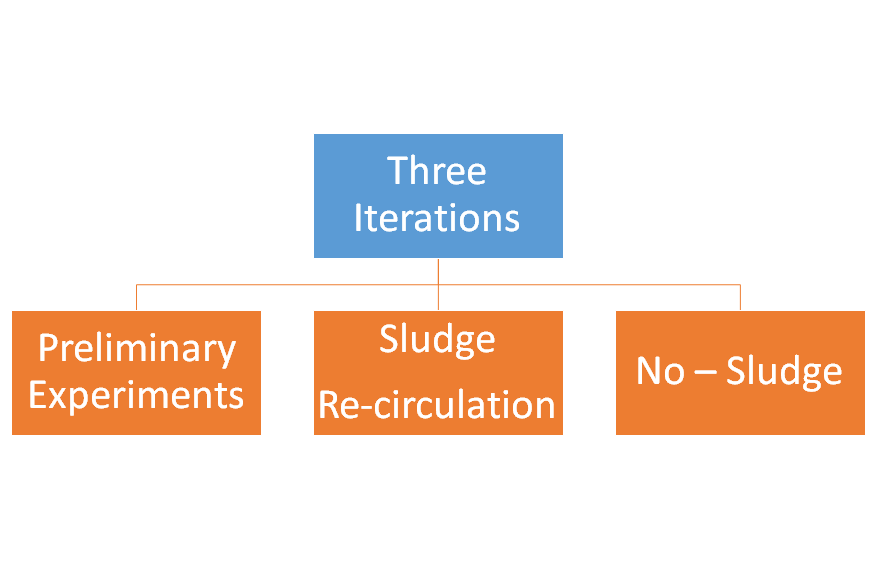 Three
Iterations
Preliminary
Experiments
Sludge
Re-circulation
No – Sludge